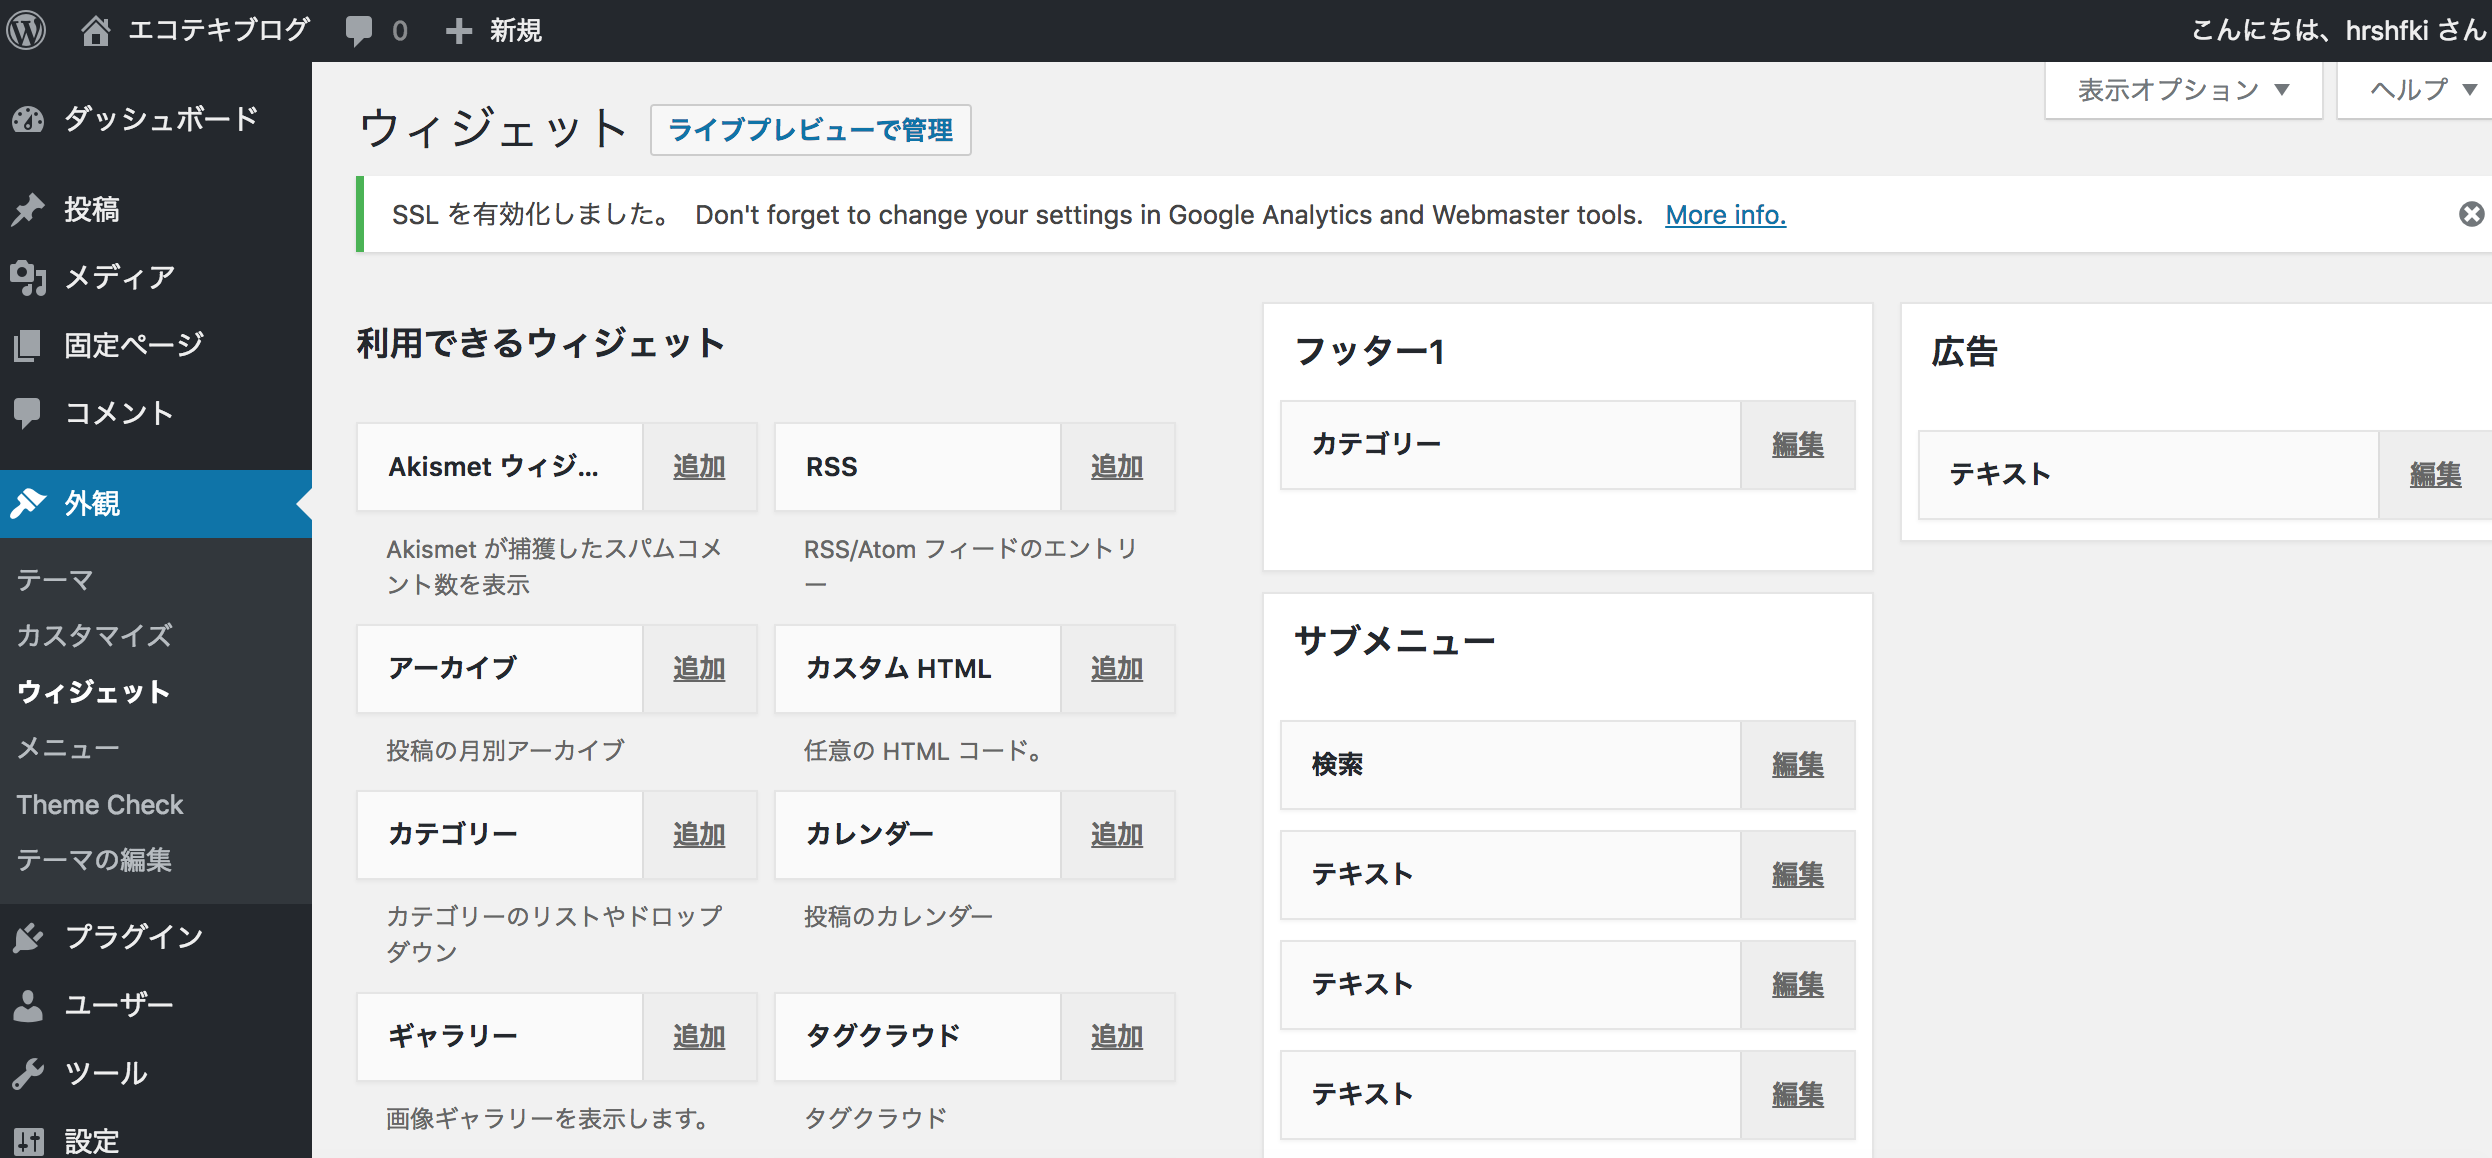 エコテキブログ 0 新規 こんにちは、hrshfki さん
ダッシュボード
投稿
メディア
固定ページ
コメント
外観
テーマ
カスタマイズ
ウィジェット
メニュー
Theme Check
テーマの編集
プラグイン
ユーザー
ツール
設定
表示オプション ▼ ヘルプ ▼
ウィジェット ライブプレビューで管理
SSL を有効化しました。 Don't forget to change your settings in Google Analytics and Webmaster tools. More info.
利用できるウィジェット
Akismet ウィジ... 追加
Akismet が捕獲したスパムコメ
ント数を表示
RSS 追加
RSS/Atom フィードのエントリ
ー
アーカイブ 追加
投稿の月別アーカイブ
カスタム HTML 追加
任意の HTML コード。
カテゴリー 追加
カテゴリーのリストやドロップ
ダウン
カレンダー 追加
投稿のカレンダー
ギャラリー 追加
画像ギャラリーを表示します。
タグクラウド 追加
タグクラウド
フッター1
カテゴリー 編集
サブメニュー
検索 編集
テキスト 編集
テキスト 編集
テキスト 編集
広告
テキスト 編集